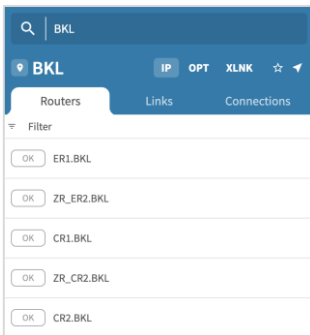 BKL
BKL IP OPT XLNK
Routers Links Connections
Filter
OK ER1.BKL
OK ZR_ER2.BKL
OK CR1.BKL
OK ZR_CR2.BKL
OK CR2.BKL